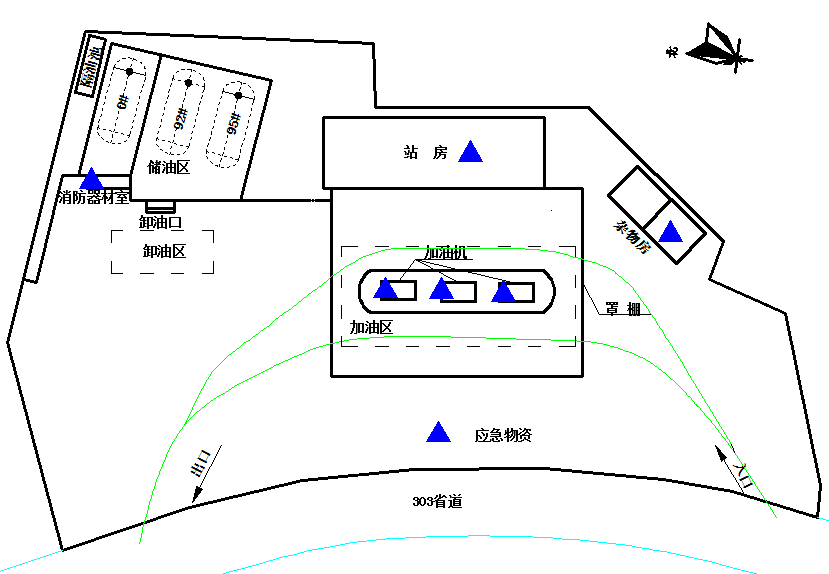 北
隔油池
0#
92#
95#
储油区
站 房
消防器材室
卸油口
卸油区
杂物房
加油机
加油区
罩 棚
应急物资
出口
入口
303省道